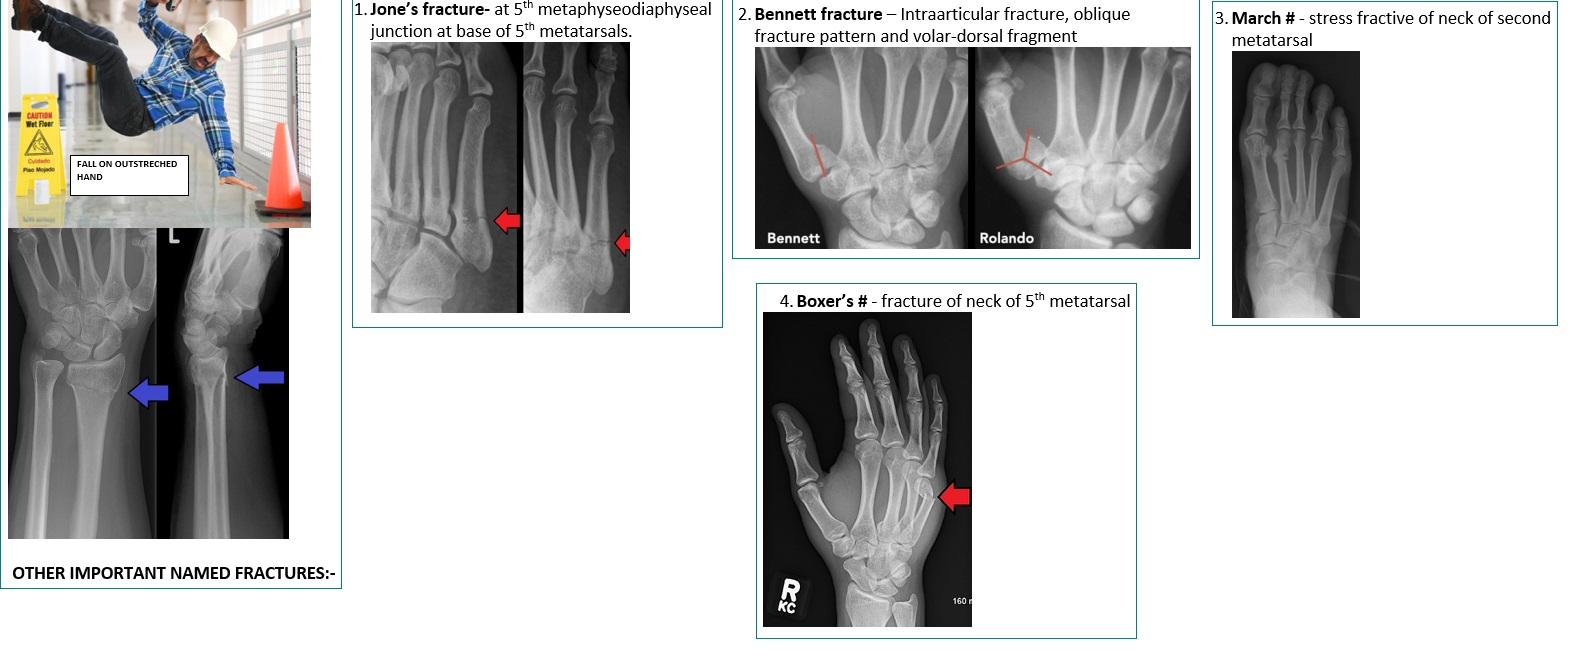 CAUTION
Wet Floor
Cuidado
Piso Mojado
FALL ON OUTSTRECHED
HAND
L
OTHER IMPORTANT NAMED FRACTURES:-
1. Jone’s fracture- at 5th metaphyseodiaphyseal
junction at base of 5th metatarsals.
2. Bennett fracture – Intraarticular fracture, oblique
fracture pattern and volar-dorsal fragment
Bennett
Rolando
3. March # - stress fractive of neck of second
metatarsal
4. Boxer’s # - fracture of neck of 5th metatarsal
R
KC
160